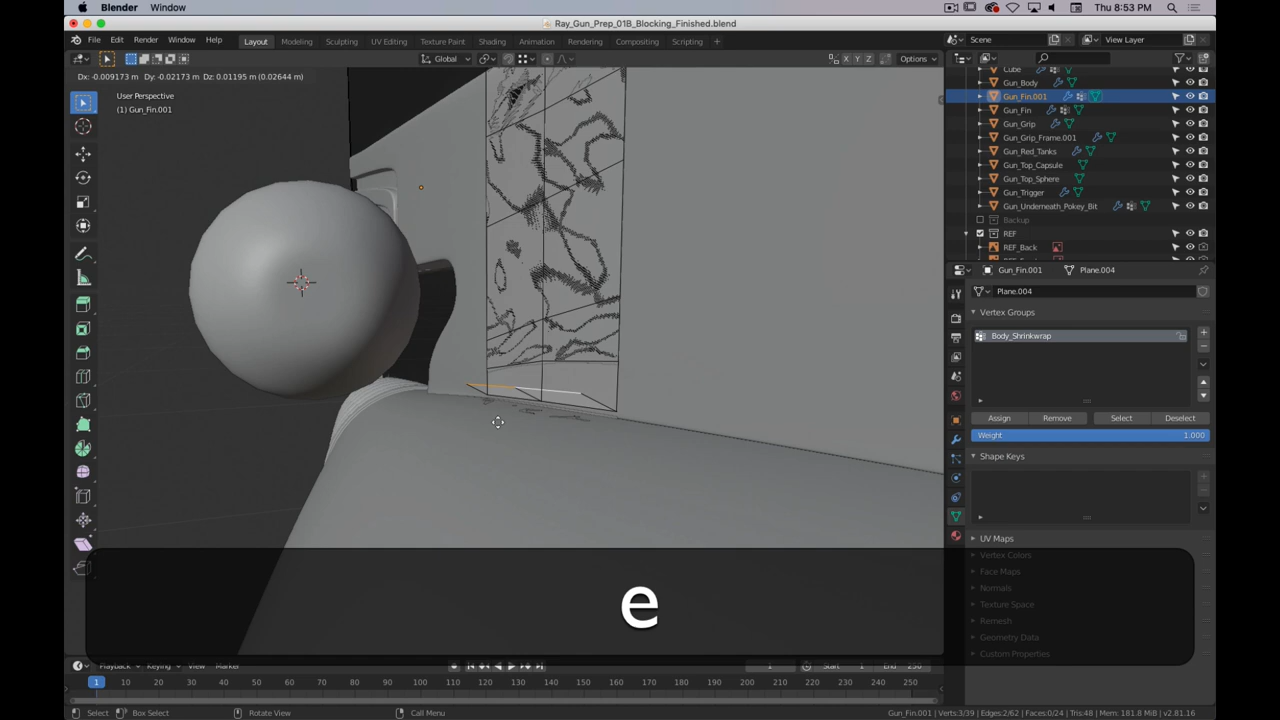 Blender Window Thu 8:53 PM
Ray_Gun_Prep_01B_Blocking_Finished.blend
File Edit Render Window Help Layout Modeling Sculpting UV Editing Texture Paint Shading Animation Rendering Compositing Scripting + Scene View Layer
Global X Y Z Options
Dx: -0.009173 m Dy: -0.02173 m Dz: 0.01195 m (0.02644 m)
User Perspective
(1) Gun_Fin.001
Cube
Gun_Body
Gun_Fin.001
Gun_Fin
Gun_Grip
Gun_Grip_Frame.001
Gun_Red_Tanks
Gun_Top_Capsule
Gun_Top_Sphere
Gun_Trigger
Gun_Underneath_Pokey_Bit
Backup
REF
REF_Back
Gun_Fin.001 Plane.004
Plane.004
Vertex Groups
Body_Shrinkwrap
Assign Remove Select Deselect
Weight 1.000
Shape Keys
UV Maps
Vertex Colors
Face Maps
Normals
Texture Space
Remesh
Geometry Data
Custom Properties
e
Playback Keying View Marker 1 Start 1 End 250
1 10 20 30 40 50 60 70 80 90 100 110 120 130 140 150 160 170 180 190 200 210 220 230 240 250
Select Box Select Rotate View Call Menu Gun_Fin.001 | Verts:3/39 | Edges:2/62 | Faces:0/24 | Tris:48 | Mem: 181.8 MiB | v2.81.16